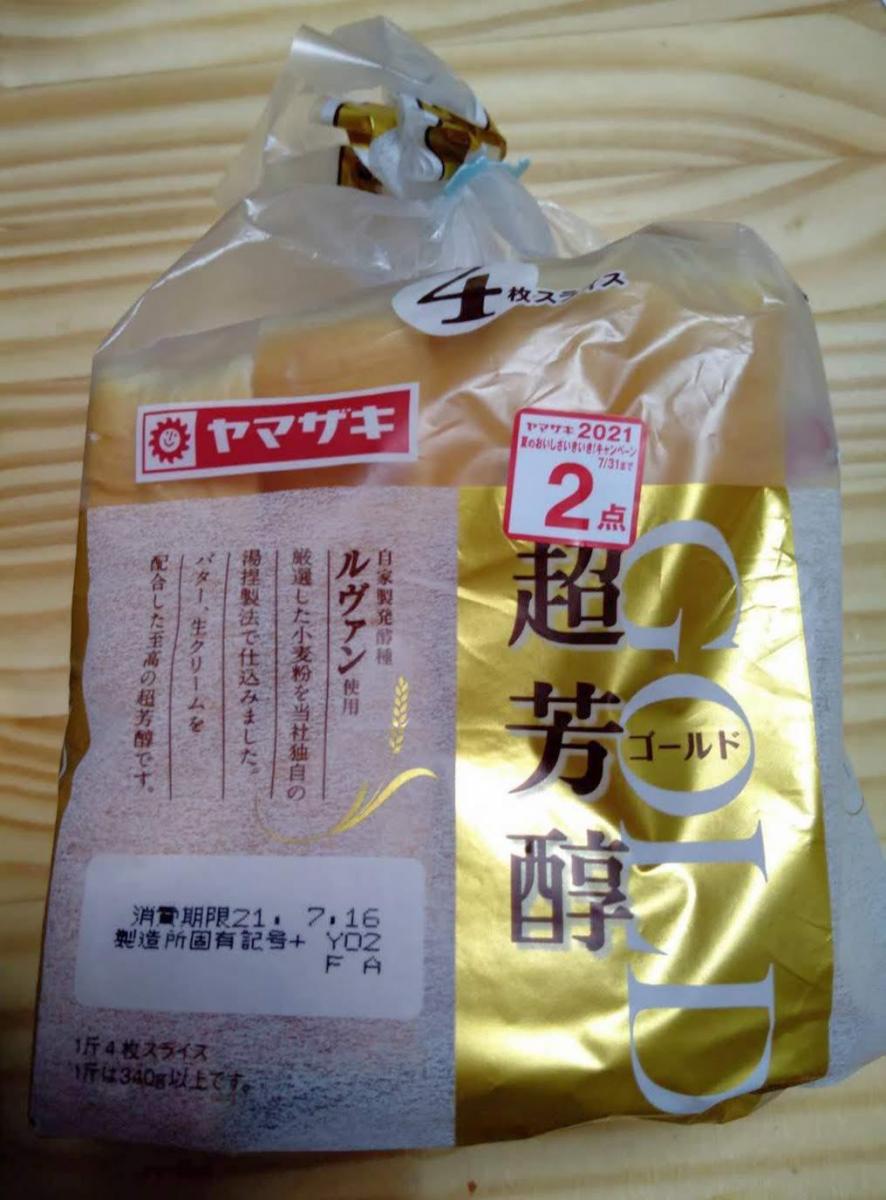 4枚スライス
ヤマザキ
ヤマザキ 2021
夏のおいしさいきいき!キャンペーン
7/31まで
2点
超芳醇
GOLD
ゴールド
自家製発酵種
ルヴァン使用
厳選した小麦粉を当社独自の
湯捏製法で仕込みました。
バター、生クリームを
配合した至高の超芳醇です。
消費期限21. 7.16
製造所固有記号+ Y02
F A
1斤4枚スライス
1斤は340g以上です。